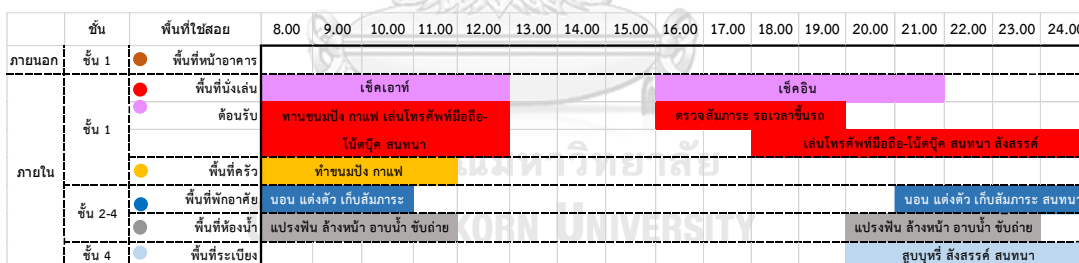 ชั้น พื้นที่ใช้สอย 8.00 9.00 10.00 11.00 12.00 13.00 14.00 15.00 16.00 17.00 18.00 19.00 20.00 21.00 22.00 23.00 24.00
ภายนอก ชั้น 1 พื้นที่หน้าอาคาร
พื้นที่นั่งเล่น เช็คเอาท์ เช็คอิน
ชั้น 1 ต้อนรับ ทานขนมปัง กาแฟ เล่นโทรศัพท์มือถือ- ตรวจสัมภาระ รอเวลาขึ้นรถ
โน้ตบุ๊ค สนทนา เล่นโทรศัพท์มือถือ-โน้ตบุ๊ค สนทนา สังสรรค์
ภายใน พื้นที่ครัว ทำขนมปัง กาแฟ
ชั้น 2-4 พื้นที่พักอาศัย นอน แต่งตัว เก็บสัมภาระ นอน แต่งตัว เก็บสัมภาระ สนทนา
พื้นที่ห้องน้ำ แปรงฟัน ล้างหน้า อาบน้ำ ขับถ่าย แปรงฟัน ล้างหน้า อาบน้ำ ขับถ่าย
ชั้น 4 พื้นที่ระเบียง สูบบุหรี่ สังสรรค์ สนทนา
มหาวิทยาลัย
KORN UNIVERSITY